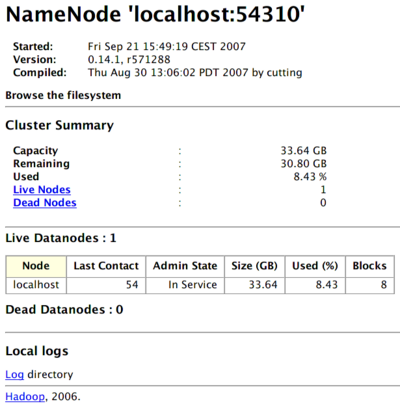 NameNode 'localhost:54310'
Started: Fri Sep 21 15:49:19 CEST 2007
Version: 0.14.1, r571288
Compiled: Thu Aug 30 13:06:02 PDT 2007 by cutting
Browse the filesystem
Cluster Summary
Capacity : 33.64 GB
Remaining : 30.80 GB
Used : 8.43 %
Live Nodes : 1
Dead Nodes : 0
Live Datanodes : 1
Node Last Contact Admin State Size (GB) Used (%) Blocks
localhost 54 In Service 33.64 8.43 8
Dead Datanodes : 0
Local logs
Log directory
Hadoop, 2006.